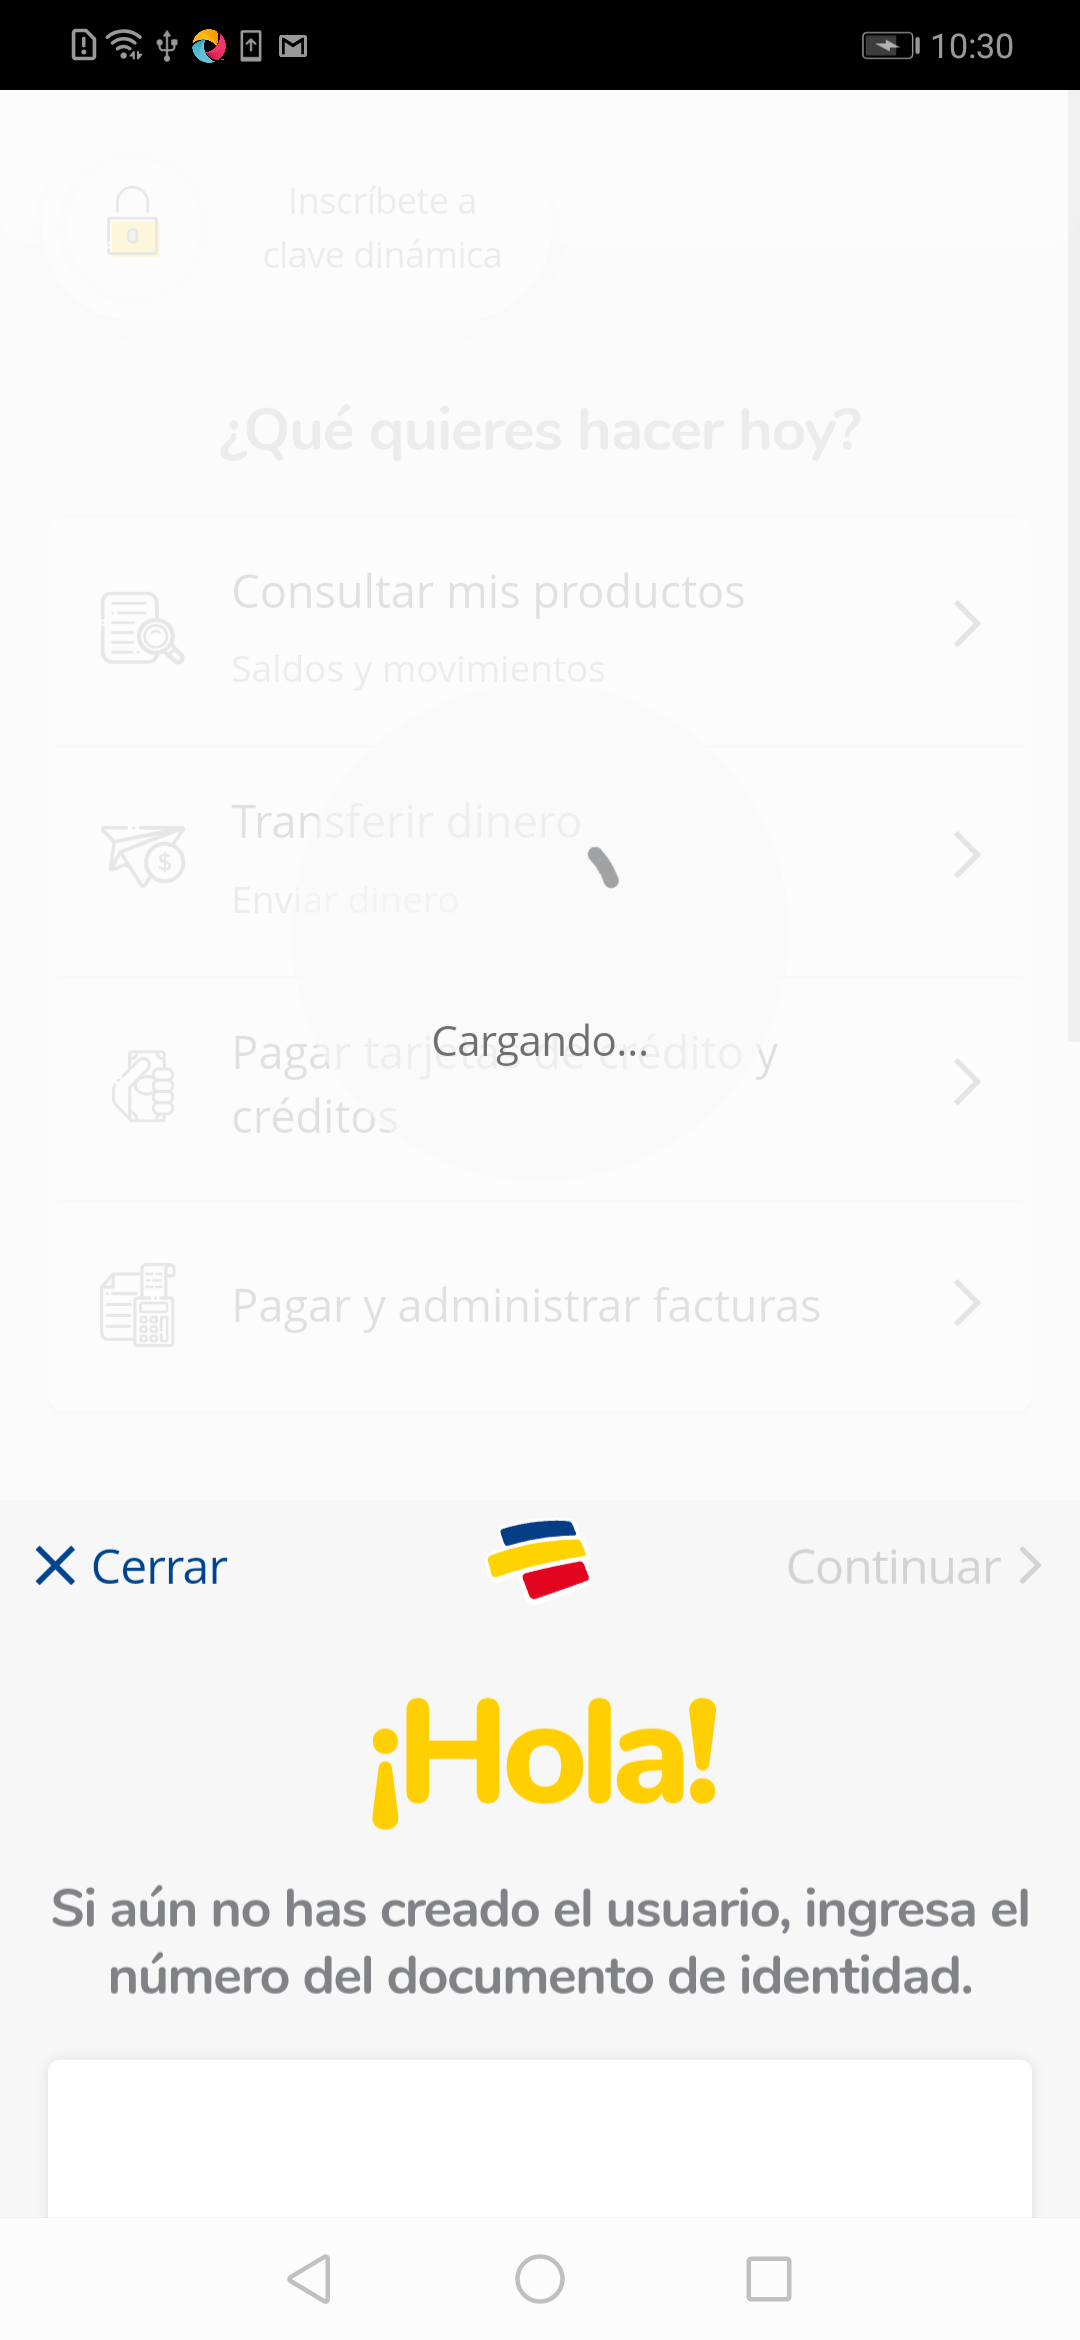 10:30
Inscríbete a
clave dinámica
¿Qué quieres hacer hoy?
Consultar mis productos
Saldos y movimientos
Transferir dinero
Enviar dinero
Cargando...
Pagar tarjetas de crédito y
créditos
Pagar y administrar facturas
Cerrar
Continuar
¡Hola!
Si aún no has creado el usuario, ingresa el
número del documento de identidad.